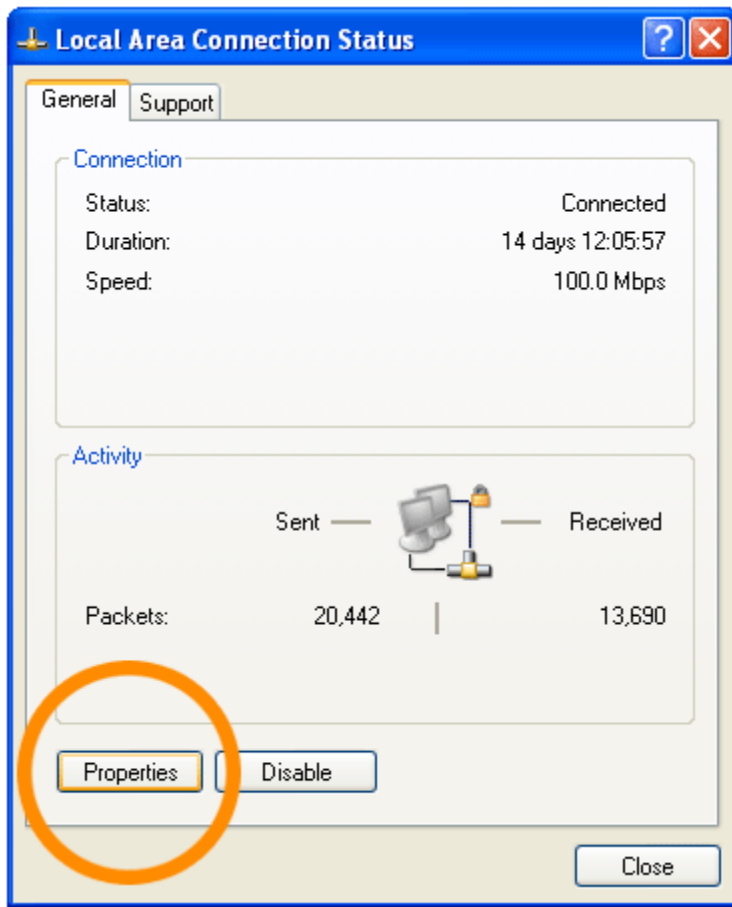 Local Area Connection Status
General Support
Connection
Status: Connected
Duration: 14 days 12:05:57
Speed: 100.0 Mbps
Activity
Sent Received
Packets: 20,442 13,690
Properties Disable
Close